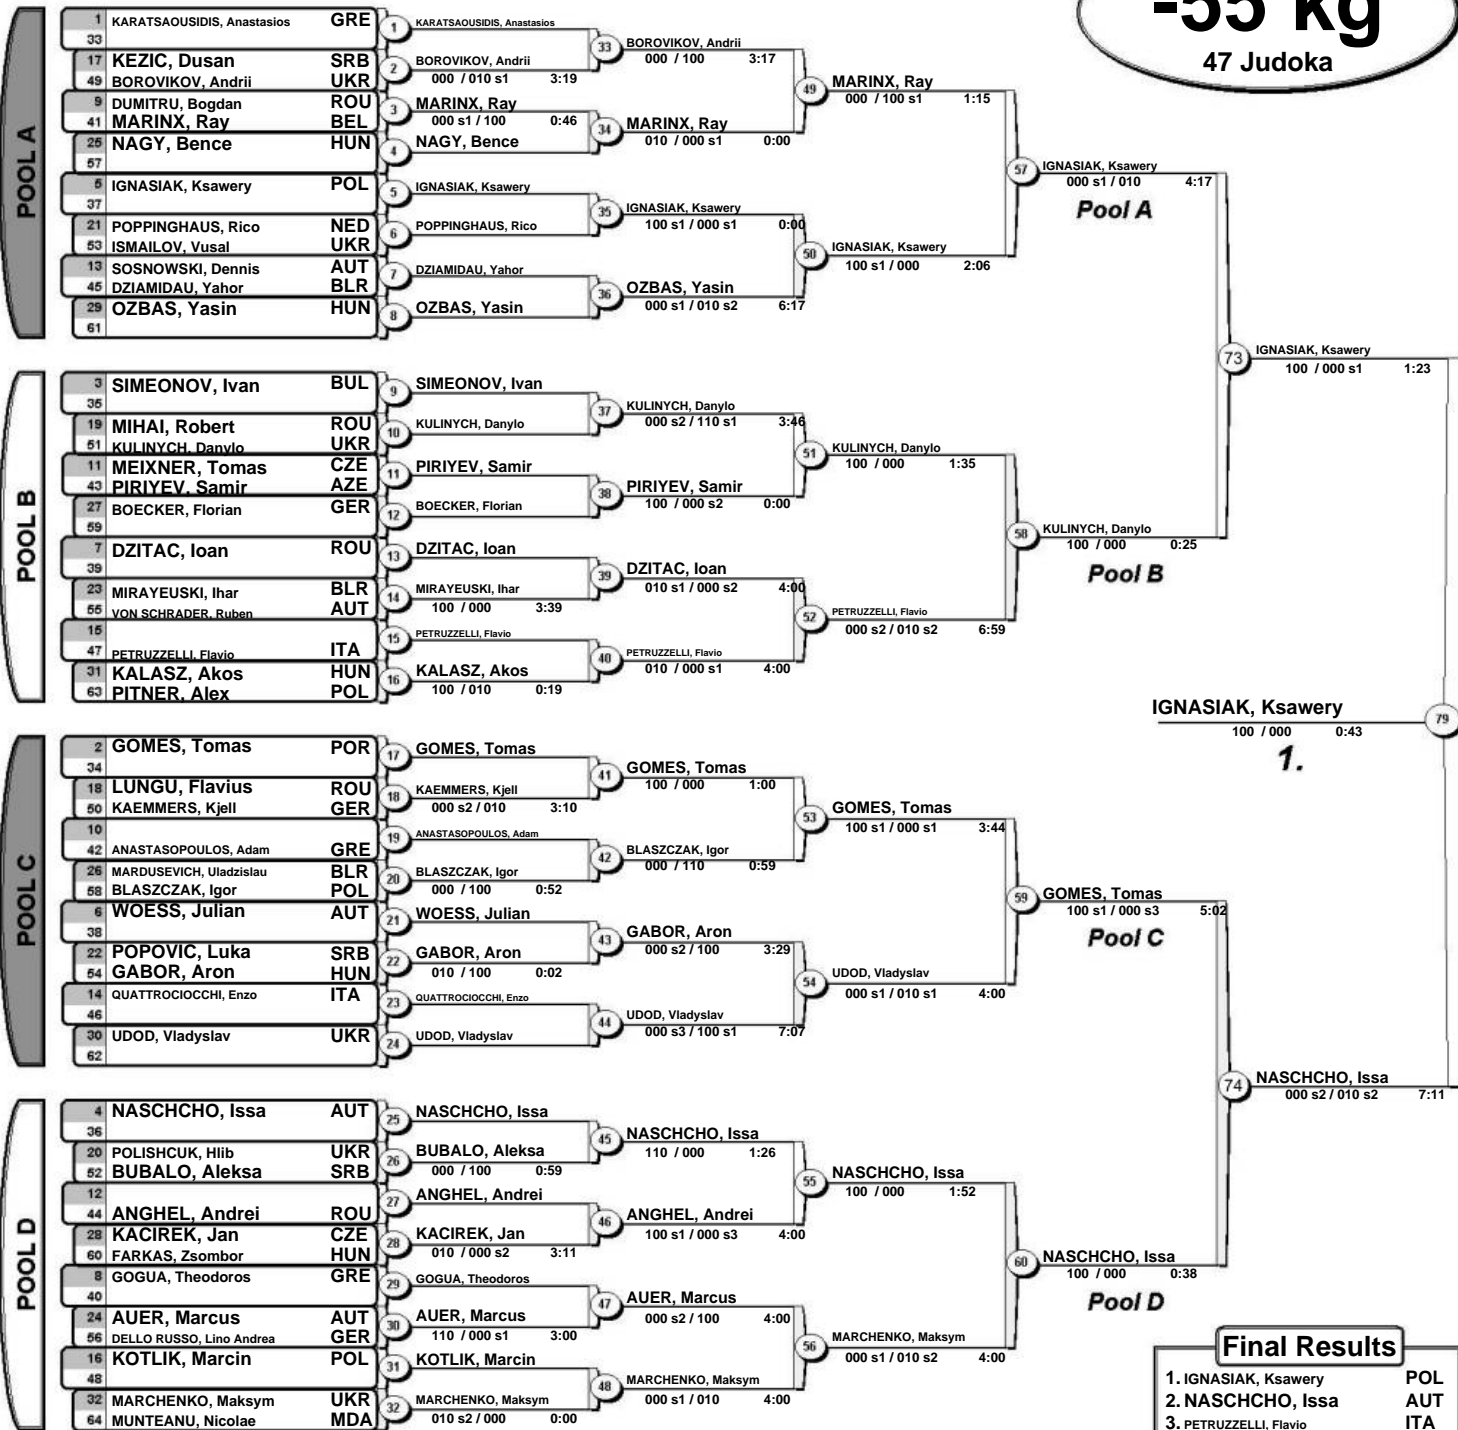 -55 kg
47 Judoka
POOL A
1 KARATSAOUSIDIS, Anastasios GRE
33
17 KEZIC, Dusan SRB
49 BOROVIKOV, Andrii UKR
9 DUMITRU, Bogdan ROU
41 MARINX, Ray BEL
25 NAGY, Bence HUN
57
5 IGNASIAK, Ksawery POL
37
21 POPPINGHAUS, Rico NED
53 ISMAILOV, Vusal UKR
13 SOSNOWSKI, Dennis AUT
45 DZIAMIDAU, Yahor BLR
29 OZBAS, Yasin HUN
61
1 KARATSAOUSIDIS, Anastasios
2 BOROVIKOV, Andrii
000 / 010 s1 3:19
3 MARINX, Ray
000 s1 / 100 0:46
4 NAGY, Bence
5 IGNASIAK, Ksawery
6 POPPINGHAUS, Rico
7 DZIAMIDAU, Yahor
8 OZBAS, Yasin
33 BOROVIKOV, Andrii
000 / 100 3:17
34 MARINX, Ray
010 / 000 s1 0:00
35 IGNASIAK, Ksawery
100 s1 / 000 s1 0:00
36 OZBAS, Yasin
000 s1 / 010 s2 6:17
49 MARINX, Ray
000 / 100 s1 1:15
50 IGNASIAK, Ksawery
100 s1 / 000 2:06
57 IGNASIAK, Ksawery
000 s1 / 010 4:17
Pool A
POOL B
3 SIMEONOV, Ivan BUL
35
19 MIHAI, Robert ROU
51 KULINYCH, Danylo UKR
11 MEIXNER, Tomas CZE
43 PIRIYEV, Samir AZE
27 BOECKER, Florian GER
59
7 DZITAC, Ioan ROU
39
23 MIRAYEUSKI, Ihar BLR
55 VON SCHRADER, Ruben AUT
15
47 PETRUZZELLI, Flavio ITA
31 KALASZ, Akos HUN
63 PITNER, Alex POL
9 SIMEONOV, Ivan
10 KULINYCH, Danylo
11 PIRIYEV, Samir
12 BOECKER, Florian
13 DZITAC, Ioan
14 MIRAYEUSKI, Ihar
100 / 000 3:39
15 PETRUZZELLI, Flavio
16 KALASZ, Akos
100 / 010 0:19
37 KULINYCH, Danylo
000 s2 / 110 s1 3:46
38 PIRIYEV, Samir
100 / 000 s2 0:00
39 DZITAC, Ioan
010 s1 / 000 s2 4:00
40 PETRUZZELLI, Flavio
010 / 000 s1 4:00
51 KULINYCH, Danylo
100 / 000 1:35
52 PETRUZZELLI, Flavio
000 s2 / 010 s2 6:59
58 KULINYCH, Danylo
100 / 000 0:25
Pool B
73 IGNASIAK, Ksawery
100 / 000 s1 1:23
IGNASIAK, Ksawery 79
100 / 000 0:43
1.
POOL C
2 GOMES, Tomas POR
34
18 LUNGU, Flavius ROU
50 KAEMMERS, Kjell GER
10
42 ANASTASOPOULOS, Adam GRE
26 MARDUSEVICH, Uladzislau BLR
58 BLASZCZAK, Igor POL
6 WOESS, Julian AUT
38
22 POPOVIC, Luka SRB
54 GABOR, Aron HUN
14 QUATTROCIOCCHI, Enzo ITA
46
30 UDOD, Vladyslav UKR
62
17 GOMES, Tomas
18 KAEMMERS, Kjell
000 s2 / 010 3:10
19 ANASTASOPOULOS, Adam
20 BLASZCZAK, Igor
000 / 100 0:52
21 WOESS, Julian
22 GABOR, Aron
010 / 100 0:02
23 QUATTROCIOCCHI, Enzo
24 UDOD, Vladyslav
41 GOMES, Tomas
100 / 000 1:00
42 BLASZCZAK, Igor
000 / 110 0:59
43 GABOR, Aron
000 s2 / 100 3:29
44 UDOD, Vladyslav
000 s3 / 100 s1 7:07
53 GOMES, Tomas
100 s1 / 000 s1 3:44
54 UDOD, Vladyslav
000 s1 / 010 s1 4:00
59 GOMES, Tomas
100 s1 / 000 s3 5:02
Pool C
POOL D
4 NASCHCHO, Issa AUT
36
20 POLISHCUK, Hlib UKR
52 BUBALO, Aleksa SRB
12
44 ANGHEL, Andrei ROU
28 KACIREK, Jan CZE
60 FARKAS, Zsombor HUN
8 GOGUA, Theodoros GRE
40
24 AUER, Marcus AUT
56 DELLO RUSSO, Lino Andrea GER
16 KOTLIK, Marcin POL
48
32 MARCHENKO, Maksym UKR
64 MUNTEANU, Nicolae MDA
25 NASCHCHO, Issa
26 BUBALO, Aleksa
000 / 100 0:59
27 ANGHEL, Andrei
28 KACIREK, Jan
010 / 000 s2 3:11
29 GOGUA, Theodoros
30 AUER, Marcus
110 / 000 s1 3:00
31 KOTLIK, Marcin
32 MARCHENKO, Maksym
010 s2 / 000 0:00
45 NASCHCHO, Issa
110 / 000 1:26
46 ANGHEL, Andrei
100 s1 / 000 s3 4:00
47 AUER, Marcus
000 s2 / 100 4:00
48 MARCHENKO, Maksym
000 s1 / 010 4:00
55 NASCHCHO, Issa
100 / 000 1:52
56 MARCHENKO, Maksym
000 s1 / 010 s2 4:00
60 NASCHCHO, Issa
100 / 000 0:38
Pool D
74 NASCHCHO, Issa
000 s2 / 010 s2 7:11
Final Results
1. IGNASIAK, Ksawery POL
2. NASCHCHO, Issa AUT
3. PETRUZZELLI, Flavio ITA